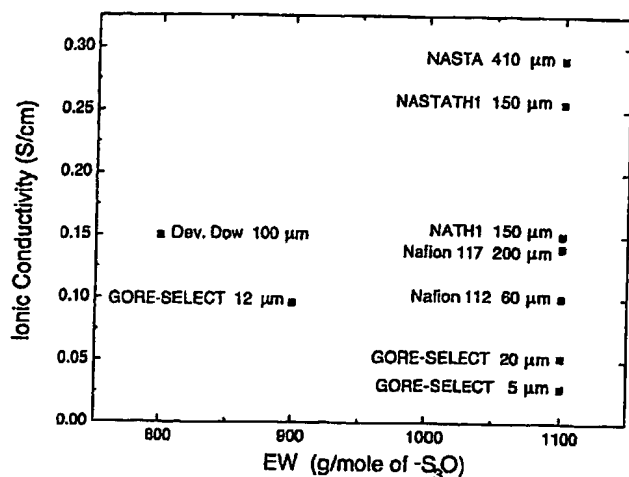 Ionic Conductivity (S/cm)
0.30
0.25
0.20
0.15
0.10
0.05
0.00
NASTA 410 μm
NASTATH1 150 μm
Dev. Dow 100 μm
NATH1 150 μm
Nafion 117 200 μm
GORE-SELECT 12 μm
Nafion 112 60 μm
GORE-SELECT 20 μm
GORE-SELECT 5 μm
800 900 1000 1100
EW (g/mole of -S₃O)